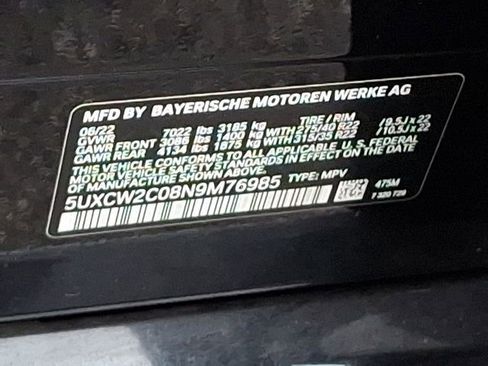 MFD BY BAYERISCHE MOTOREN WERKE AG
06/22 TIRE / RIM
GVWR 7022 lbs 3185 kg
GAWR FRONT 3086 lbs 1400 kg WITH 275/40 R22 / 9.5J x 22
GAWR REAR 4134 lbs 1875 kg WITH 315/35 R22 / 10.5J x 22
THIS VEHICLE CONFORMS TO ALL APPLICABLE U.S. FEDERAL
MOTOR VEHICLE SAFETY STANDARDS IN EFFECT ON THE
DATE OF MANUFACTURE SHOWN ABOVE.
5UXCW2C08N9M76985 TYPE: MPV
475M
7 320 729